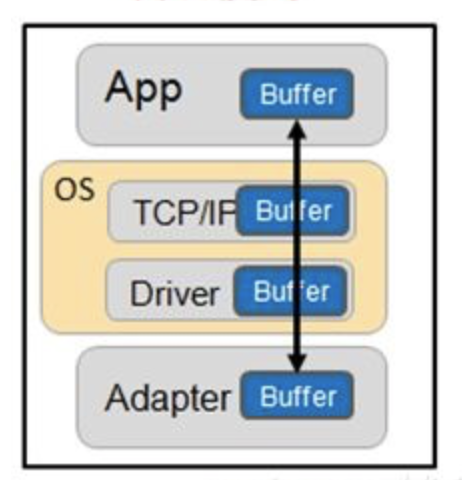 App Buffer
OS
TCP/IP Buffer
Driver Buffer
Adapter Buffer